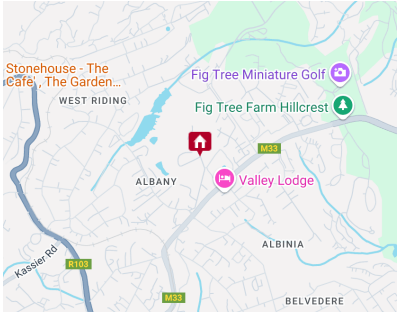 Stonehouse - The
Café , The Garden...
WEST RIDING
Fig Tree Miniature Golf
Fig Tree Farm Hillcrest
M33
ALBANY
Valley Lodge
ALBINIA
Kassier Rd
R103
M33
BELVEDERE